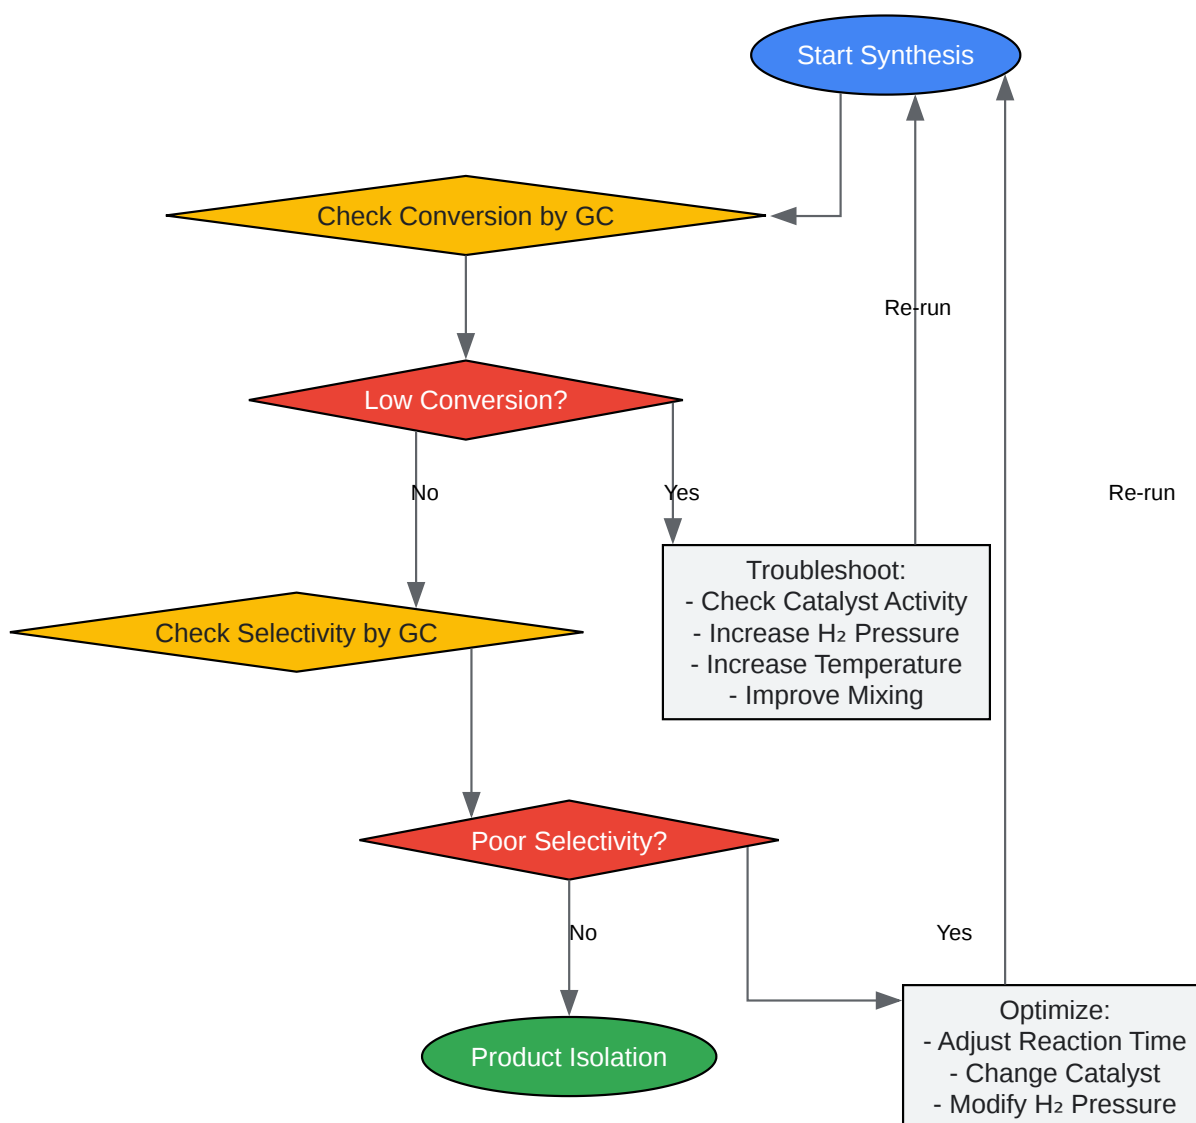 Start Synthesis
Check Conversion by GC
Re-run
Low Conversion?
No
Yes
Re-run
Troubleshoot:
- Check Catalyst Activity
- Increase H₂ Pressure
- Increase Temperature
- Improve Mixing
Check Selectivity by GC
Poor Selectivity?
No
Yes
Optimize:
- Adjust Reaction Time
- Change Catalyst
- Modify H₂ Pressure
Product Isolation